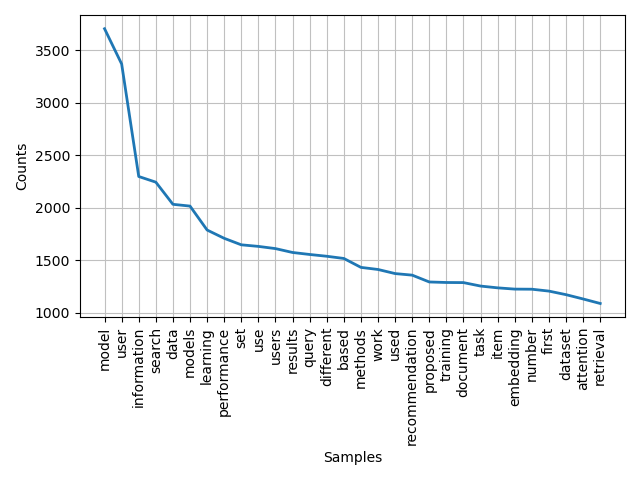 3500
3000
2500
2000
1500
1000
Counts
model
user
information
search
data
models
learning
performance
set
use
users
results
query
different
based
methods
work
used
recommendation
proposed
training
document
task
item
embedding
number
first
dataset
attention
retrieval
Samples